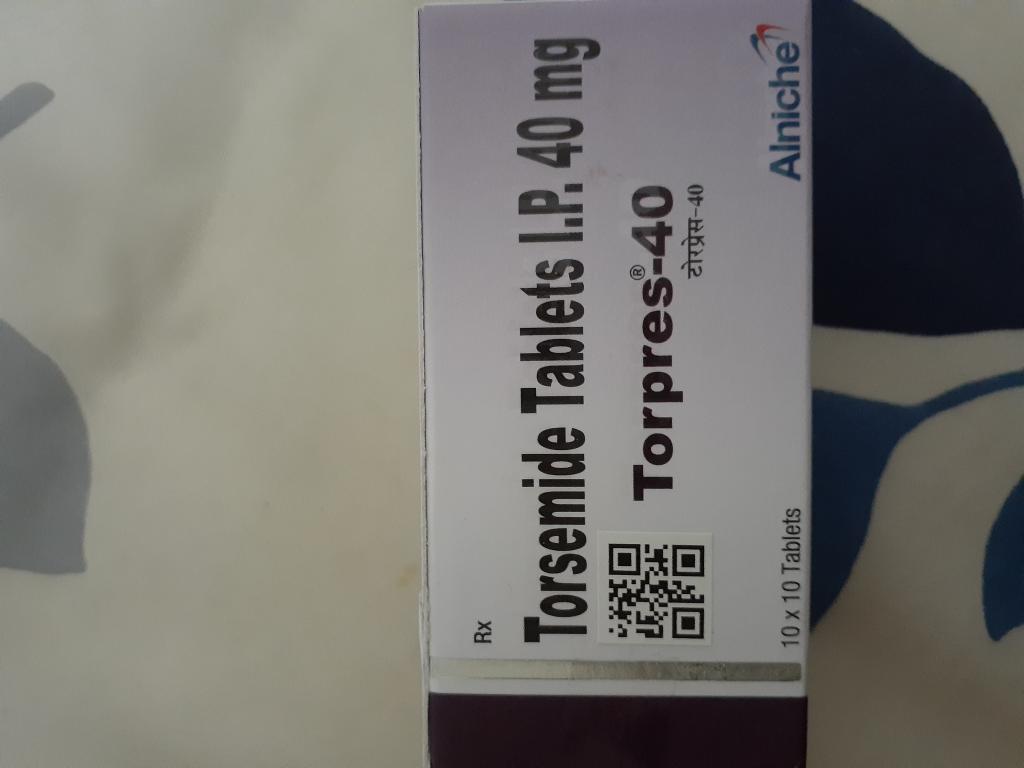 Rx
Torsemide Tablets I.P. 40 mg
Torpres®-40
टोरप्रेस-40
10 x 10 Tablets
Alniche